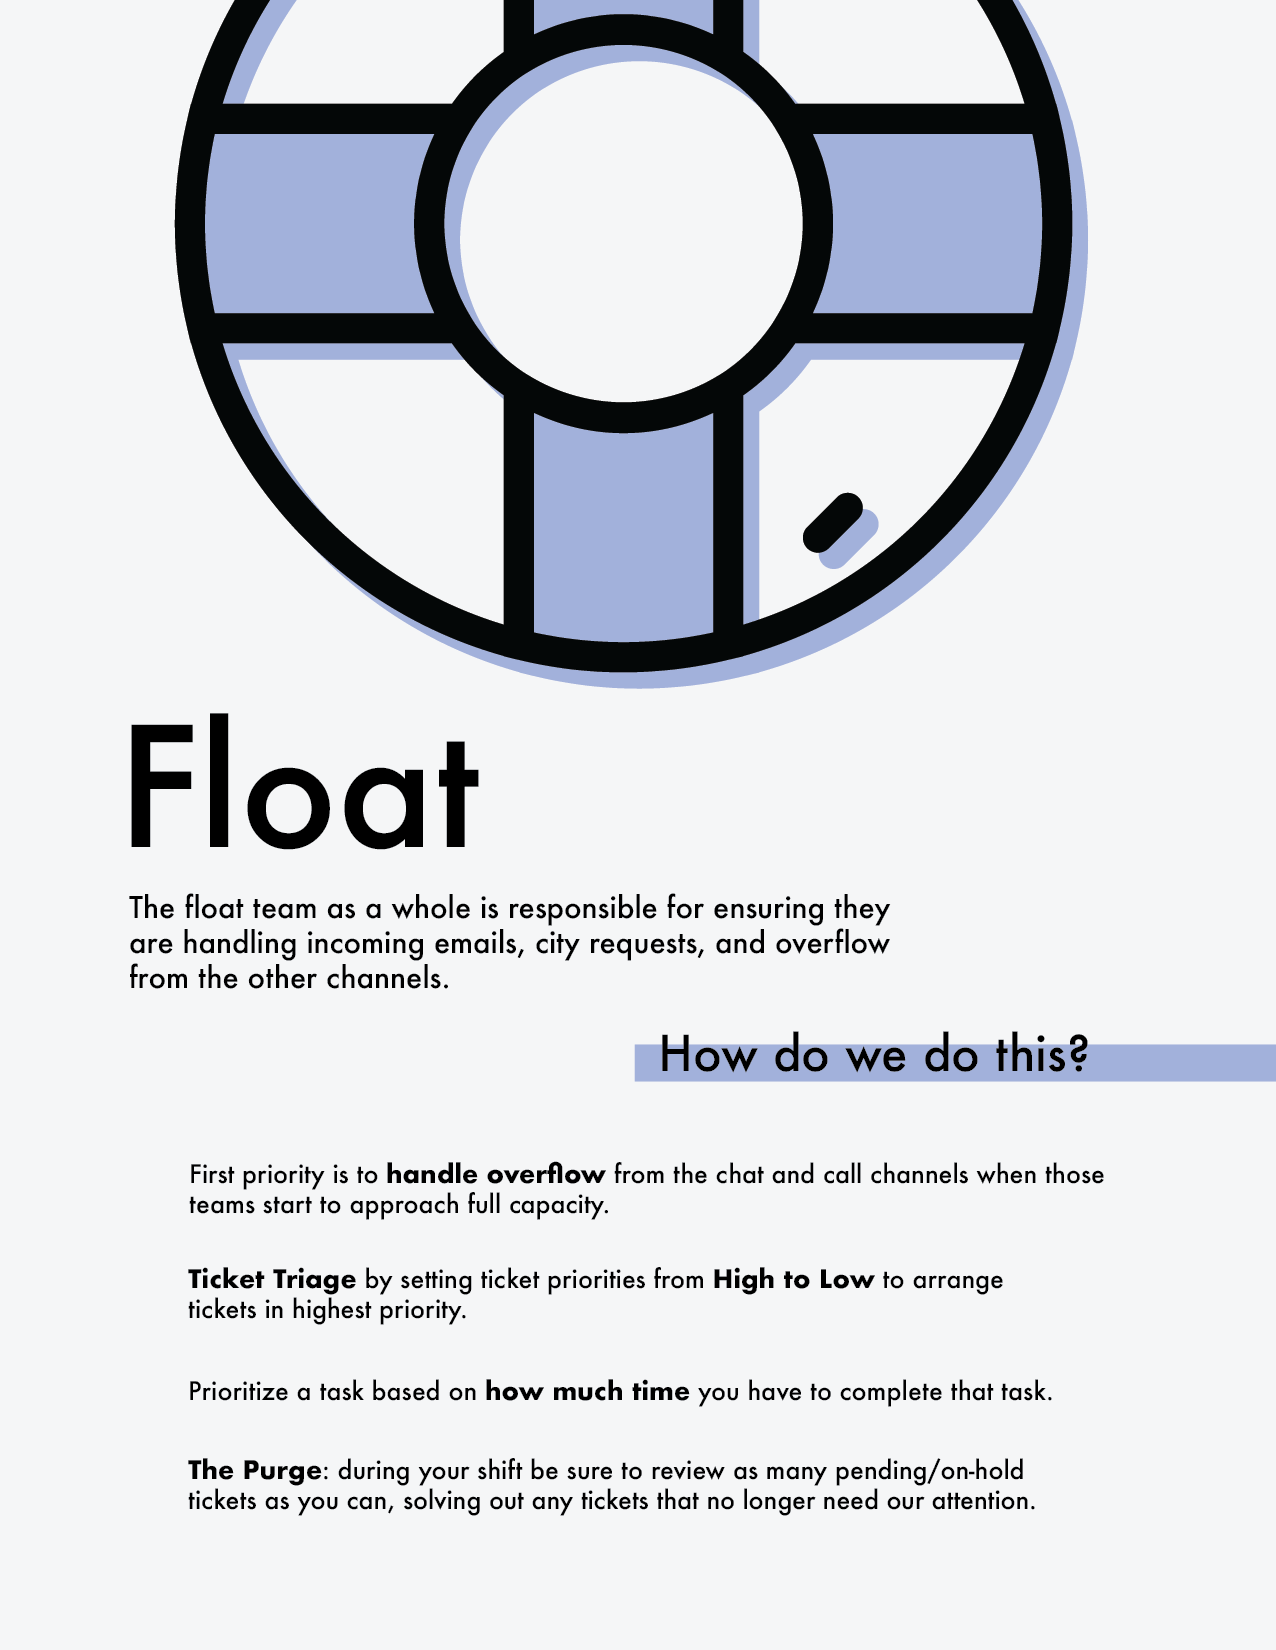 Float
The float team as a whole is responsible for ensuring they
are handling incoming emails, city requests, and overflow
from the other channels.
How do we do this?
First priority is to handle overflow from the chat and call channels when those
teams start to approach full capacity.
Ticket Triage by setting ticket priorities from High to Low to arrange
tickets in highest priority.
Prioritize a task based on how much time you have to complete that task.
The Purge: during your shift be sure to review as many pending/on-hold
tickets as you can, solving out any tickets that no longer need our attention.